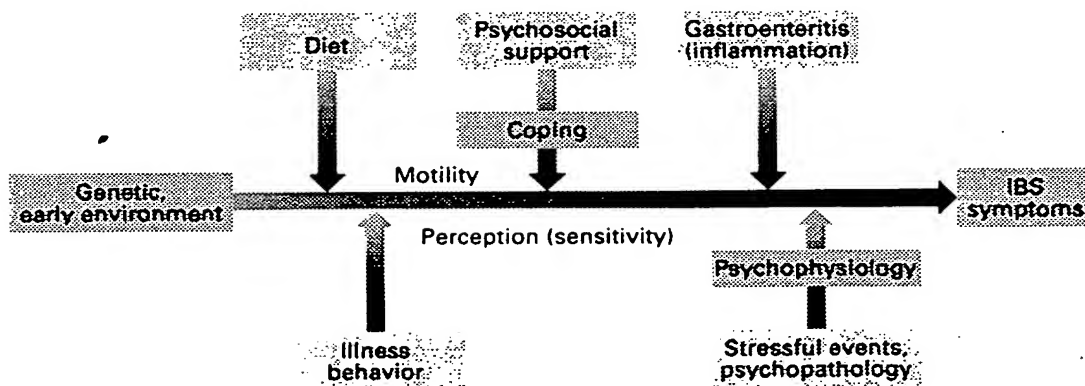 Diet
Psychosocial
support
Gastroenteritis
(inflammation)
Coping
Motility
Genetic,
early environment
IBS
symptoms
Perception (sensitivity)
Psychophysiology
Illness
behavior
Stressful events,
psychopathology